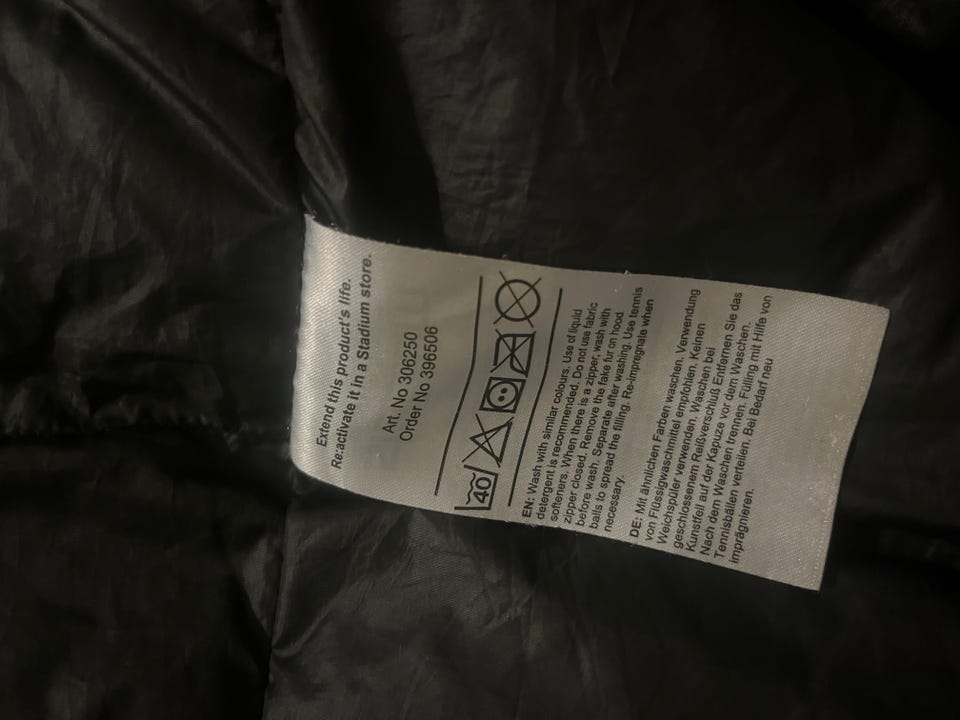 Extend this product's life.
Re:activate it in a Stadium store.
Art. No 306250
Order No 396506
40
EN: Wash with similar colours. Use of liquid
detergent is recommended. Do not use fabric
softeners. When there is a zipper, wash with
zipper closed. Remove the fake fur on hood
before wash. Separate after washing. Use tennis
balls to spread the filling. Re-impregnate when
necessary.
DE: Mit ähnlichen Farben waschen. Verwendung
von Flüssigwaschmittel empfohlen. Keinen
Weichspüler verwenden. Waschen bei
geschlossenem Reißverschluß Entfernen Sie das
Kunstfell auf der Kapuze vor dem Waschen.
Nach dem Waschen trennen. Füllung mit Hilfe von
Tennisbällen verteilen. Bei Bedarf neu
imprägnieren.